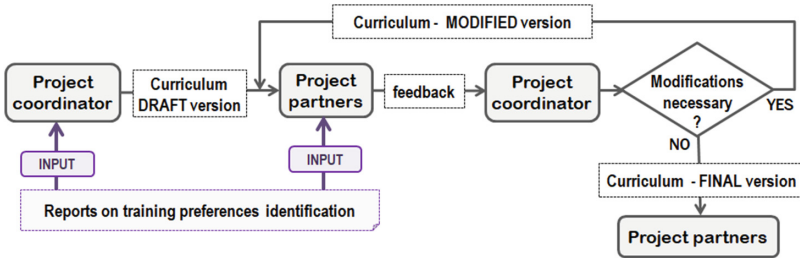 Curriculum - MODIFIED version
Project
coordinator
Curriculum
DRAFT version
Project
partners
feedback
Project
coordinator
Modifications
necessary
?
YES
NO
INPUT
INPUT
Curriculum - FINAL version
Reports on training preferences identification
Project partners